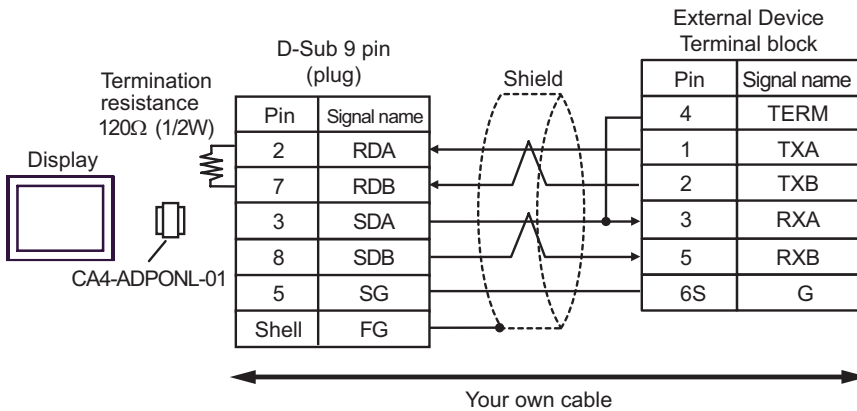 External Device
Terminal block
D-Sub 9 pin
(plug)
Shield
Termination
resistance
120Ω (1/2W)
Display
CA4-ADPONL-01
Pin Signal name
2 RDA
7 RDB
3 SDA
8 SDB
5 SG
Shell FG
Pin Signal name
4 TERM
1 TXA
2 TXB
3 RXA
5 RXB
6S G
Your own cable